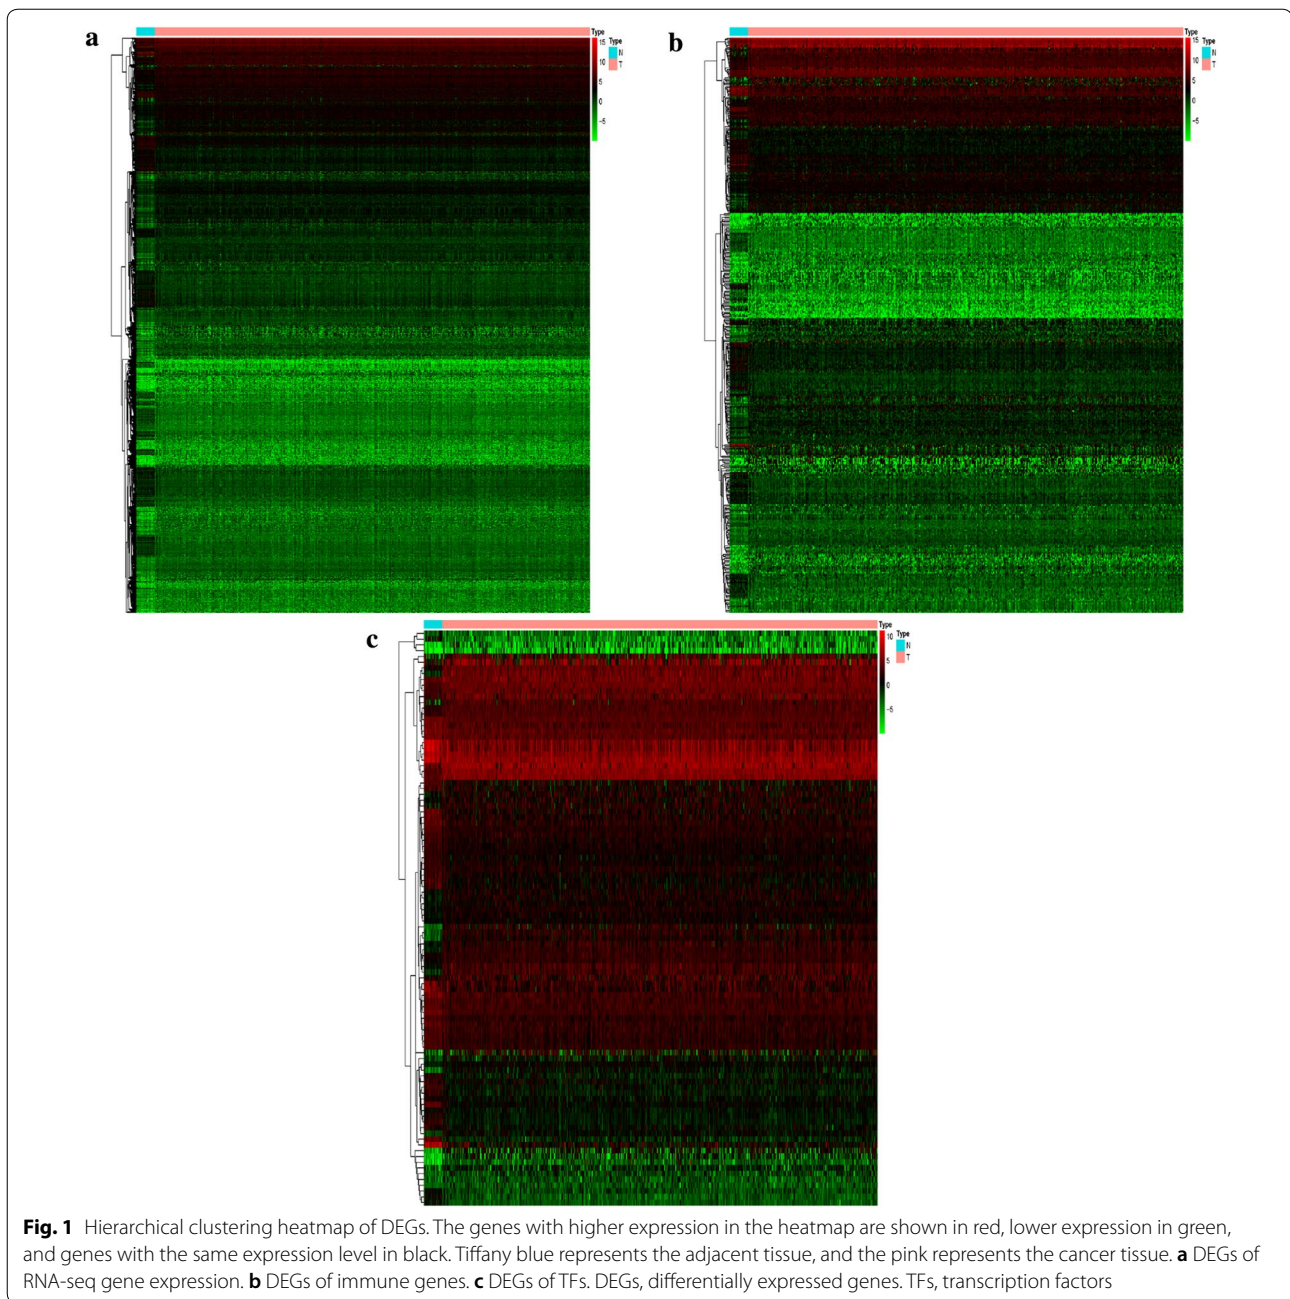 a
Type
15
10
5
0
−5
Type
N
T
b
Type
15
10
5
0
−5
Type
N
T
c
Type
10
5
0
−5
Type
N
T
Fig. 1 Hierarchical clustering heatmap of DEGs. The genes with higher expression in the heatmap are shown in red, lower expression in green,
and genes with the same expression level in black. Tiffany blue represents the adjacent tissue, and the pink represents the cancer tissue. a DEGs of
RNA-seq gene expression. b DEGs of immune genes. c DEGs of TFs. DEGs, differentially expressed genes. TFs, transcription factors